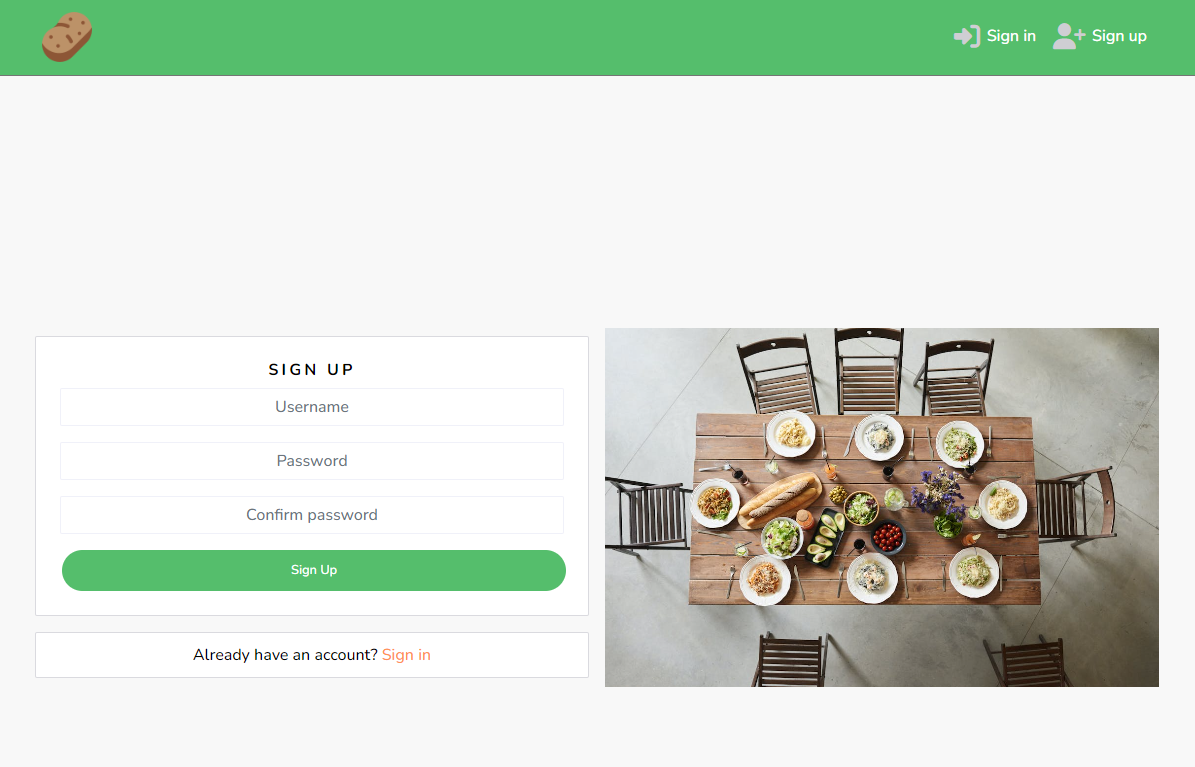 Sign in
Sign up
SIGN UP
Username
Password
Confirm password
Sign Up
Already have an account? Sign in